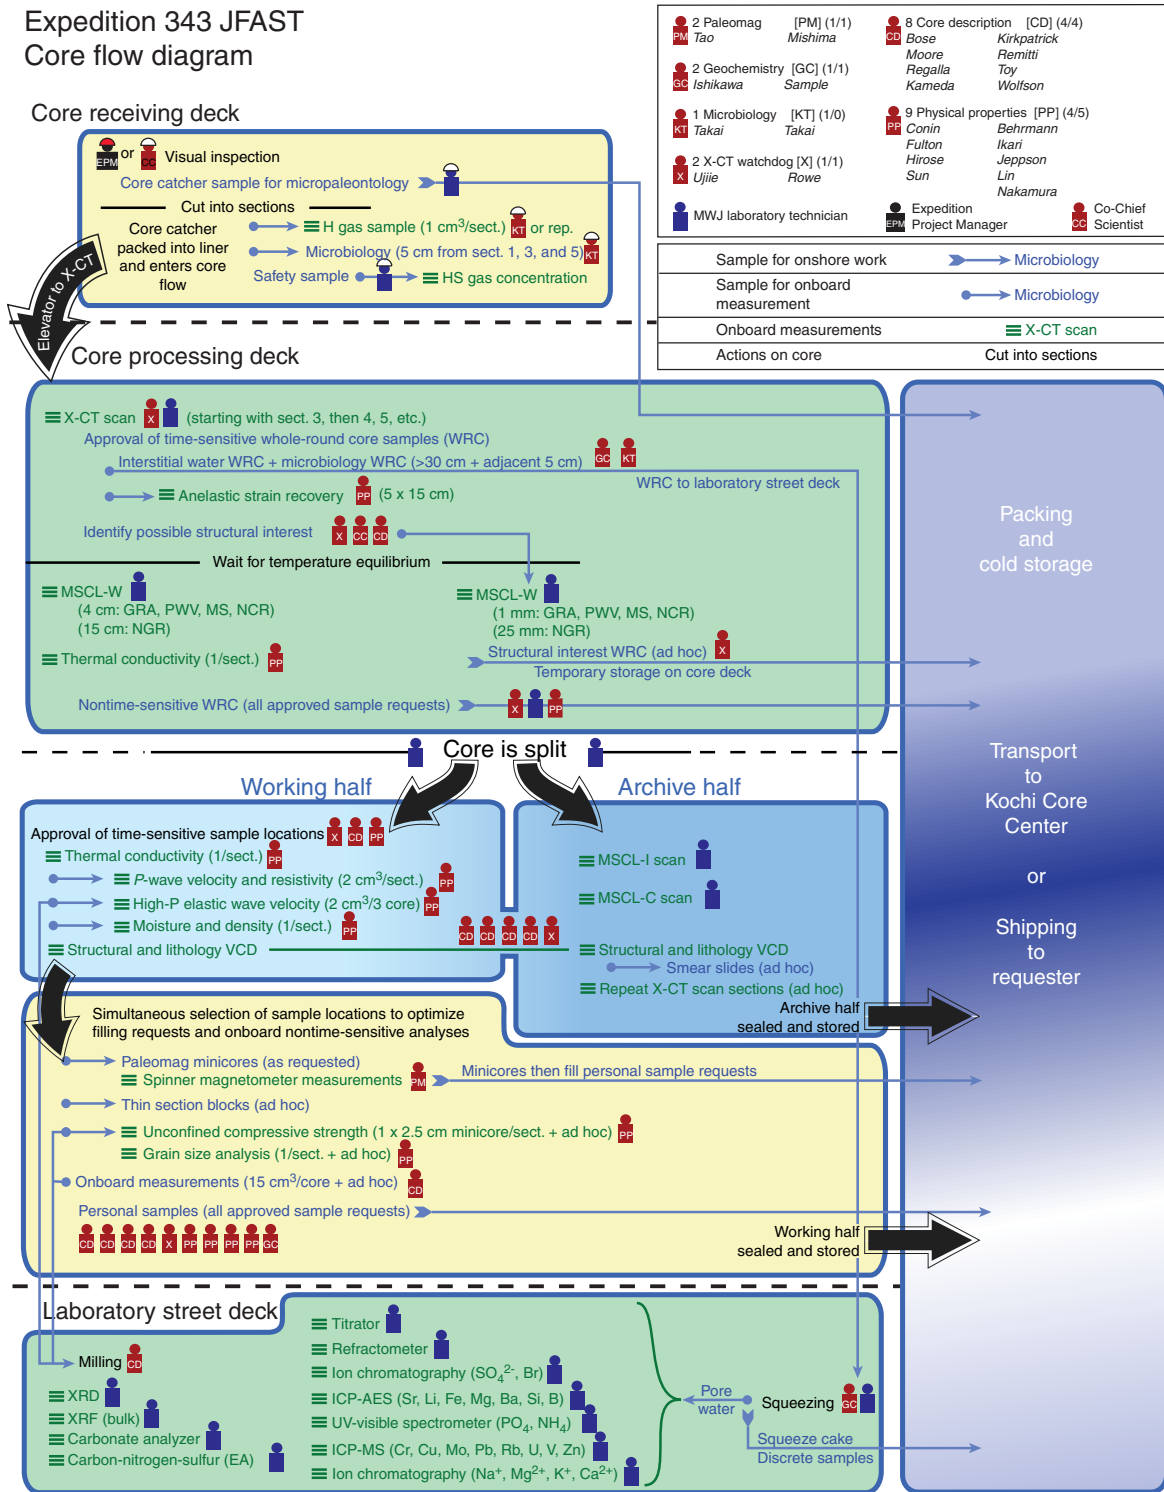 Expedition 343 JFAST
Core flow diagram
2 Paleomag [PM] (1/1)
PM
Tao Mishima
2 Geochemistry [GC] (1/1)
GC
Ishikawa Sample
1 Microbiology [KT] (1/0)
KT
Takai Takai
2 X-CT watchdog [X] (1/1)
X
Ujiie Rowe
MWJ laboratory technician
8 Core description [CD] (4/4)
CD
Bose Kirkpatrick
Moore Remitti
Regalla Toy
Kameda Wolfson
9 Physical properties [PP] (4/5)
PP
Conin Behrmann
Fulton Ikari
Hirose Jeppson
Sun Lin
Nakamura
EPM
Expedition
Project Manager
CC
Co-Chief
Scientist
Sample for onshore work Microbiology
Sample for onboard
measurement Microbiology
Onboard measurements X-CT scan
Actions on core Cut into sections
Core receiving deck
EPM or CC Visual inspection
Core catcher sample for micropaleontology
Cut into sections
Core catcher
packed into liner
and enters core
flow
H gas sample (1 cm³/sect.) KT or rep.
Microbiology (5 cm from sect. 1, 3, and 5) KT
Safety sample HS gas concentration
Elevator to X-CT
Core processing deck
X-CT scan X (starting with sect. 3, then 4, 5, etc.)
Approval of time-sensitive whole-round core samples (WRC)
Interstitial water WRC + microbiology WRC (>30 cm + adjacent 5 cm) GC KT
WRC to laboratory street deck
Anelastic strain recovery PP (5 x 15 cm)
Identify possible structural interest X CC CD
Wait for temperature equilibrium
MSCL-W
(4 cm: GRA, PWV, MS, NCR)
(15 cm: NGR)
Thermal conductivity (1/sect.) PP
MSCL-W
(1 mm: GRA, PWV, MS, NCR)
(25 mm: NGR)
Structural interest WRC (ad hoc) X
Temporary storage on core deck
Nontime-sensitive WRC (all approved sample requests) X PP
Packing
and
cold storage
Transport
to
Kochi Core
Center
or
Shipping
to
requester
Core is split
Working half
Archive half
Approval of time-sensitive sample locations X CD PP
Thermal conductivity (1/sect.) PP
P-wave velocity and resistivity (2 cm³/sect.) PP
High-P elastic wave velocity (2 cm³/3 core) PP
Moisture and density (1/sect.) PP
Structural and lithology VCD
CD CD CD CD X
MSCL-I scan
MSCL-C scan
Structural and lithology VCD
Smear slides (ad hoc)
Repeat X-CT scan sections (ad hoc)
Archive half
sealed and stored
Simultaneous selection of sample locations to optimize
filling requests and onboard nontime-sensitive analyses
Paleomag minicores (as requested)
Spinner magnetometer measurements PM
Minicores then fill personal sample requests
Thin section blocks (ad hoc)
Unconfined compressive strength (1 x 2.5 cm minicore/sect. + ad hoc) PP
Grain size analysis (1/sect. + ad hoc) PP
Onboard measurements (15 cm³/core + ad hoc) CD
Personal samples (all approved sample requests)
CD CD CD CD X PP PP PP PP GC
Working half
sealed and stored
Laboratory street deck
Milling CD
XRD
XRF (bulk)
Carbonate analyzer
Carbon-nitrogen-sulfur (EA)
Titrator
Refractometer
Ion chromatography (SO₄²⁻, Br)
ICP-AES (Sr, Li, Fe, Mg, Ba, Si, B)
UV-visible spectrometer (PO₄, NH₄)
ICP-MS (Cr, Cu, Mo, Pb, Rb, U, V, Zn)
Ion chromatography (Na⁺, Mg²⁺, K⁺, Ca²⁺)
Pore
water
Squeezing GC
Squeeze cake
Discrete samples